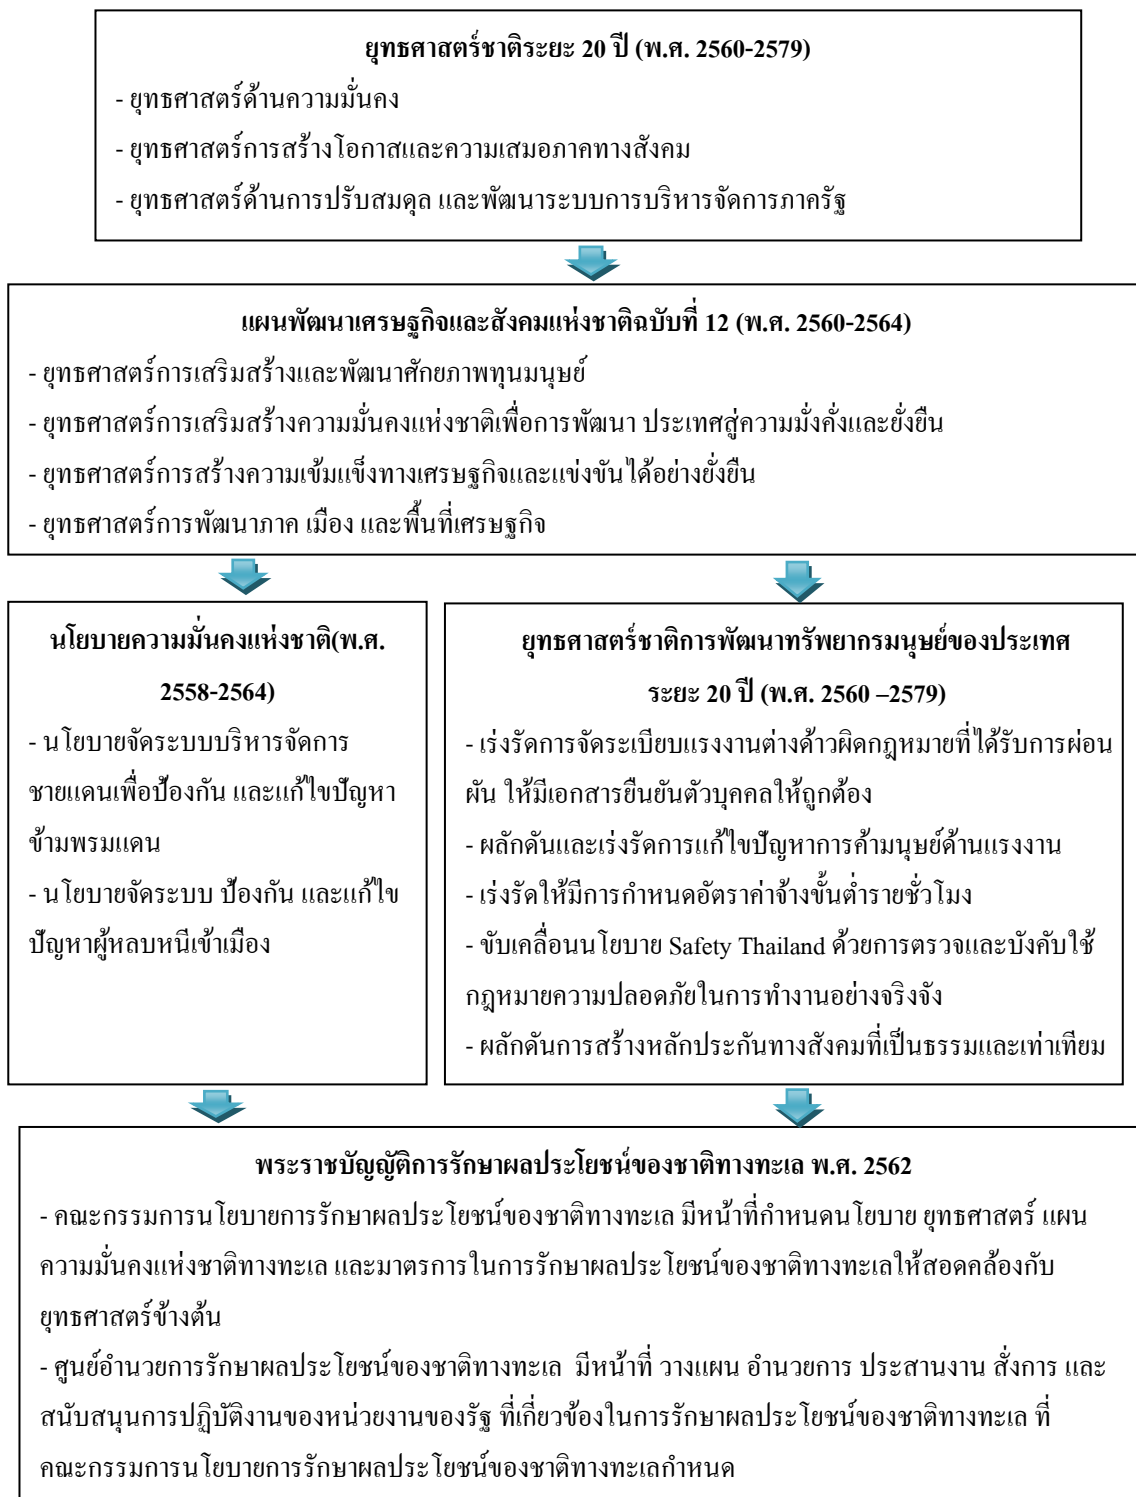 ยุทธศาสตร์ชาติระยะ 20 ปี (พ.ศ. 2560-2579)
- ยุทธศาสตร์ด้านความมั่นคง
- ยุทธศาสตร์การสร้างโอกาสและความเสมอภาคทางสังคม
- ยุทธศาสตร์ด้านการปรับสมดุล และพัฒนาระบบการบริหารจัดการภาครัฐ
แผนพัฒนาเศรษฐกิจและสังคมแห่งชาติฉบับที่ 12 (พ.ศ. 2560-2564)
- ยุทธศาสตร์การเสริมสร้างและพัฒนาศักยภาพทุนมนุษย์
- ยุทธศาสตร์การเสริมสร้างความมั่นคงแห่งชาติเพื่อการพัฒนา ประเทศสู่ความมั่งคั่งและยั่งยืน
- ยุทธศาสตร์การสร้างความเข้มแข็งทางเศรษฐกิจและแข่งขันได้อย่างยั่งยืน
- ยุทธศาสตร์การพัฒนาภาค เมือง และพื้นที่เศรษฐกิจ
นโยบายความมั่นคงแห่งชาติ(พ.ศ.
2558-2564)
- นโยบายจัดระบบบริหารจัดการ
ชายแดนเพื่อป้องกัน และแก้ไขปัญหา
ข้ามพรมแดน
- นโยบายจัดระบบ ป้องกัน และแก้ไข
ปัญหาผู้หลบหนีเข้าเมือง
ยุทธศาสตร์ชาติการพัฒนาทรัพยากรมนุษย์ของประเทศ
ระยะ 20 ปี (พ.ศ. 2560 –2579)
- เร่งรัดการจัดระเบียบแรงงานต่างด้าวผิดกฎหมายที่ได้รับการผ่อน
ผัน ให้มีเอกสารยืนยันตัวบุคคลให้ถูกต้อง
- ผลักดันและเร่งรัดการแก้ไขปัญหาการค้ามนุษย์ด้านแรงงาน
- เร่งรัดให้มีการกำหนดอัตราค่าจ้างขั้นต่ำรายชั่วโมง
- ขับเคลื่อนนโยบาย Safety Thailand ด้วยการตรวจและบังคับใช้
กฎหมายความปลอดภัยในการทำงานอย่างจริงจัง
- ผลักดันการสร้างหลักประกันทางสังคมที่เป็นธรรมและเท่าเทียม
พระราชบัญญัติการรักษาผลประโยชน์ของชาติทางทะเล พ.ศ. 2562
- คณะกรรมการนโยบายการรักษาผลประโยชน์ของชาติทางทะเล มีหน้าที่กำหนดนโยบาย ยุทธศาสตร์ แผน
ความมั่นคงแห่งชาติทางทะเล และมาตรการในการรักษาผลประโยชน์ของชาติทางทะเลให้สอดคล้องกับ
ยุทธศาสตร์ข้างต้น
- ศูนย์อำนวยการรักษาผลประโยชน์ของชาติทางทะเล มีหน้าที่ วางแผน อำนวยการ ประสานงาน สั่งการ และ
สนับสนุนการปฏิบัติงานของหน่วยงานของรัฐ ที่เกี่ยวข้องในการรักษาผลประโยชน์ของชาติทางทะเล ที่
คณะกรรมการนโยบายการรักษาผลประโยชน์ของชาติทางทะเลกำหนด